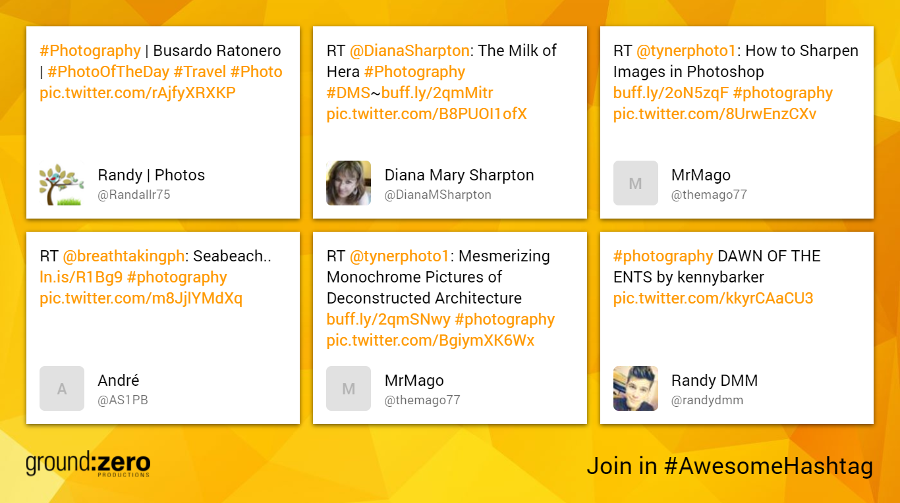 #Photography | Busardo Ratonero
| #PhotoOfTheDay #Travel #Photo
pic.twitter.com/rAjfyXRXKP
Randy | Photos
@Randallr75
RT @DianaSharpton: The Milk of
Hera #Photography
#DMS~buff.ly/2qmMitr
pic.twitter.com/B8PUOI1ofX
Diana Mary Sharpton
@DianaMSharpton
RT @tynerphoto1: How to Sharpen
Images in Photoshop
buff.ly/2oN5zqF #photography
pic.twitter.com/8UrwEnzCXv
M
MrMago
@themago77
RT @breathtakingph: Seabeach..
ln.is/R1Bg9 #photography
pic.twitter.com/m8JjlYMdXq
A
André
@AS1PB
RT @tynerphoto1: Mesmerizing
Monochrome Pictures of
Deconstructed Architecture
buff.ly/2qmSNwy #photography
pic.twitter.com/BgiymXK6Wx
M
MrMago
@themago77
#photography DAWN OF THE
ENTS by kennybarker
pic.twitter.com/kkyrCAaCU3
Randy DMM
@randydmm
ground:zero
PRODUCTIONS
Join in #AwesomeHashtag